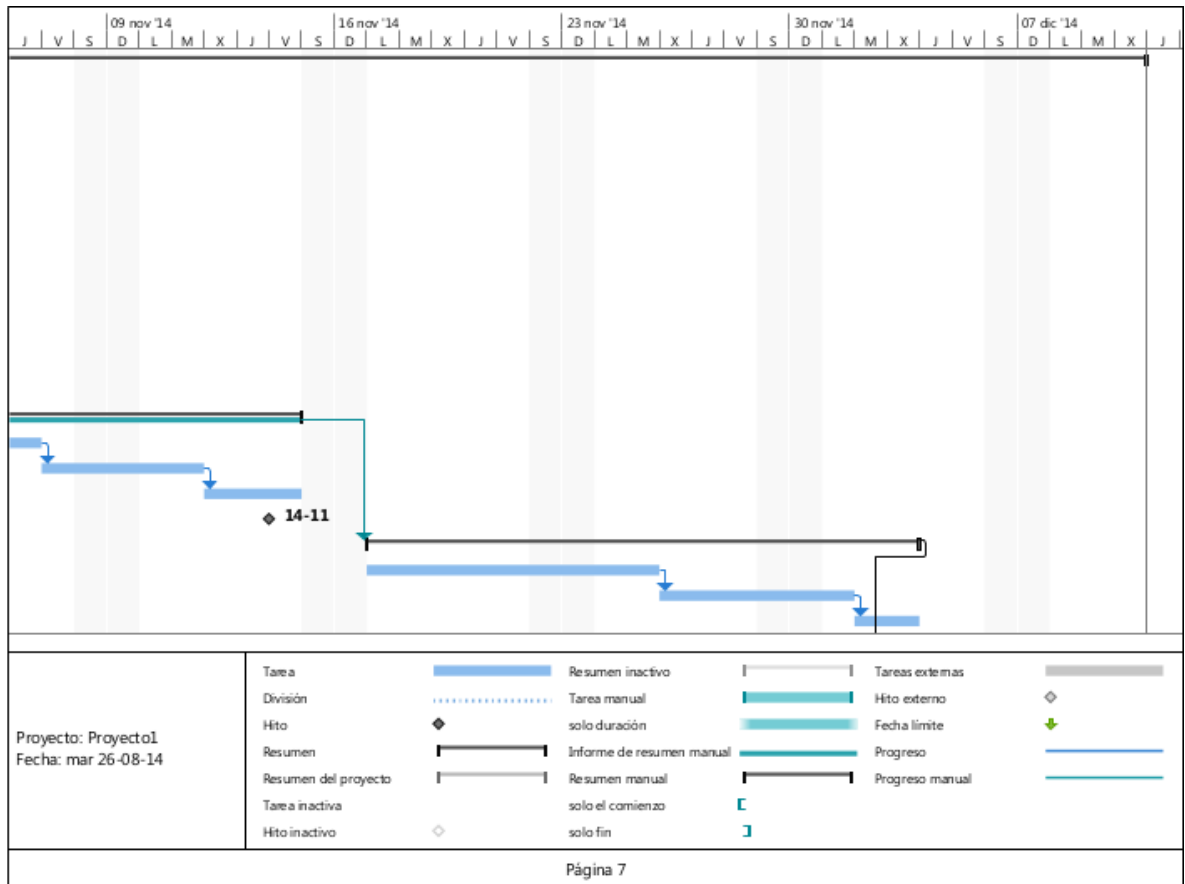 09 nov '14 16 nov '14 23 nov '14 30 nov '14 07 dic '14
J V S D L M X J V S D L M X J V S D L M X J V S D L M X J V S D L M X J
14-11
Proyecto: Proyecto1
Fecha: mar 26-08-14
Tarea Resumen inactivo Tareas externas
División Tarea manual Hito externo
Hito solo duración Fecha límite
Resumen Informe de resumen manual Progreso
Resumen del proyecto Resumen manual Progreso manual
Tarea inactiva solo el comienzo
Hito inactivo solo fin
Página 7